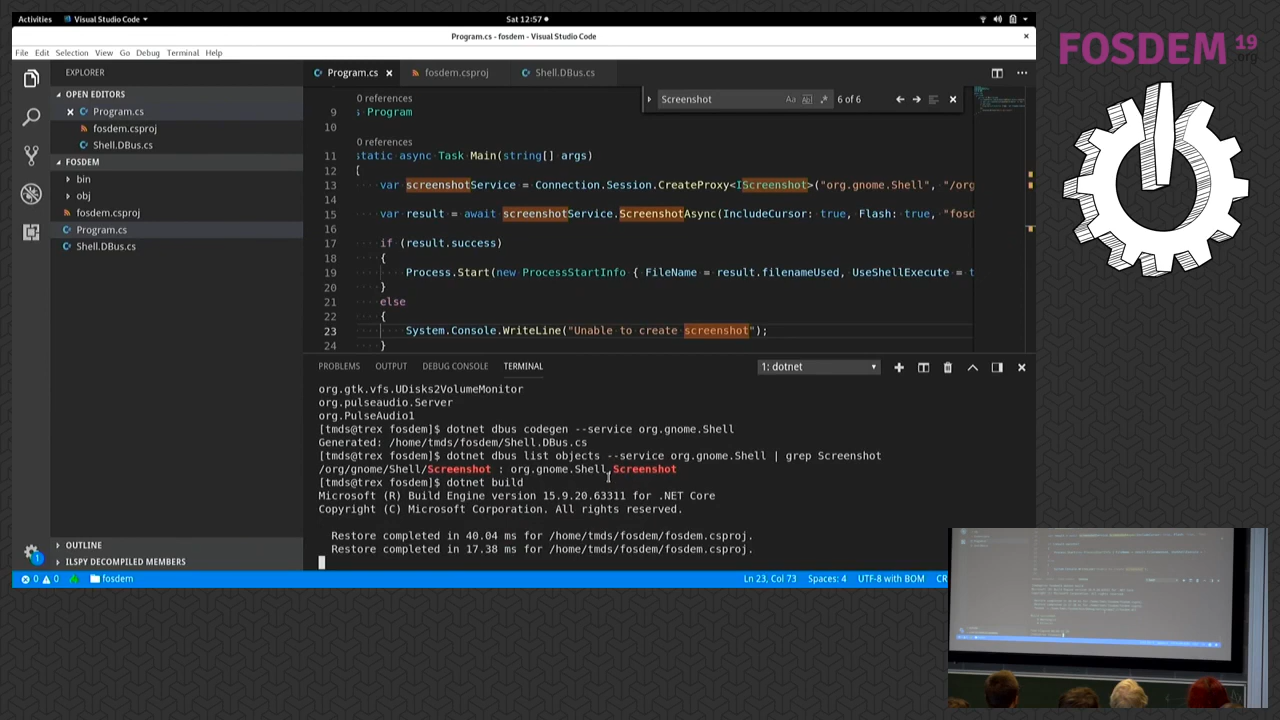 Activities
Visual Studio Code
Sat 12:57
Program.cs - fosdem - Visual Studio Code
File Edit Selection View Go Debug Terminal Help
FOSDEM 19
.org
EXPLORER
OPEN EDITORS
Program.cs
fosdem.csproj
Shell.DBus.cs
FOSDEM
bin
obj
fosdem.csproj
Program.cs
Shell.DBus.cs
OUTLINE
ILSPY DECOMPILED MEMBERS
1
Program.cs
fosdem.csproj
Shell.DBus.cs
Screenshot
Aa
6 of 6
0 references
9 s Program
10
0 references
11 static async Task Main(string[] args)
12 {
13 var screenshotService = Connection.Session.CreateProxy<IScreenshot>("org.gnome.Shell", "/org
14
15 var result = await screenshotService.ScreenshotAsync(IncludeCursor: true, Flash: true, "fosd
16
17 if (result.success)
18 {
19 Process.Start(new ProcessStartInfo { FileName = result.filenameUsed, UseShellExecute = t
20 }
21 else
22 {
23 System.Console.WriteLine("Unable to create screenshot");
24 }
PROBLEMS OUTPUT DEBUG CONSOLE TERMINAL
1: dotnet
org.gtk.vfs.UDisks2VolumeMonitor
org.pulseaudio.Server
org.PulseAudio1
[tmds@trex fosdem]$ dotnet dbus codegen --service org.gnome.Shell
Generated: /home/tmds/fosdem/Shell.DBus.cs
[tmds@trex fosdem]$ dotnet dbus list objects --service org.gnome.Shell | grep Screenshot
/org/gnome/Shell/Screenshot : org.gnome.Shell.Screenshot
[tmds@trex fosdem]$ dotnet build
Microsoft (R) Build Engine version 15.9.20.63311 for .NET Core
Copyright (C) Microsoft Corporation. All rights reserved.
Restore completed in 40.04 ms for /home/tmds/fosdem/fosdem.csproj.
Restore completed in 17.38 ms for /home/tmds/fosdem/fosdem.csproj.
0 0 fosdem
Ln 23, Col 73 Spaces: 4 UTF-8 with BOM CR